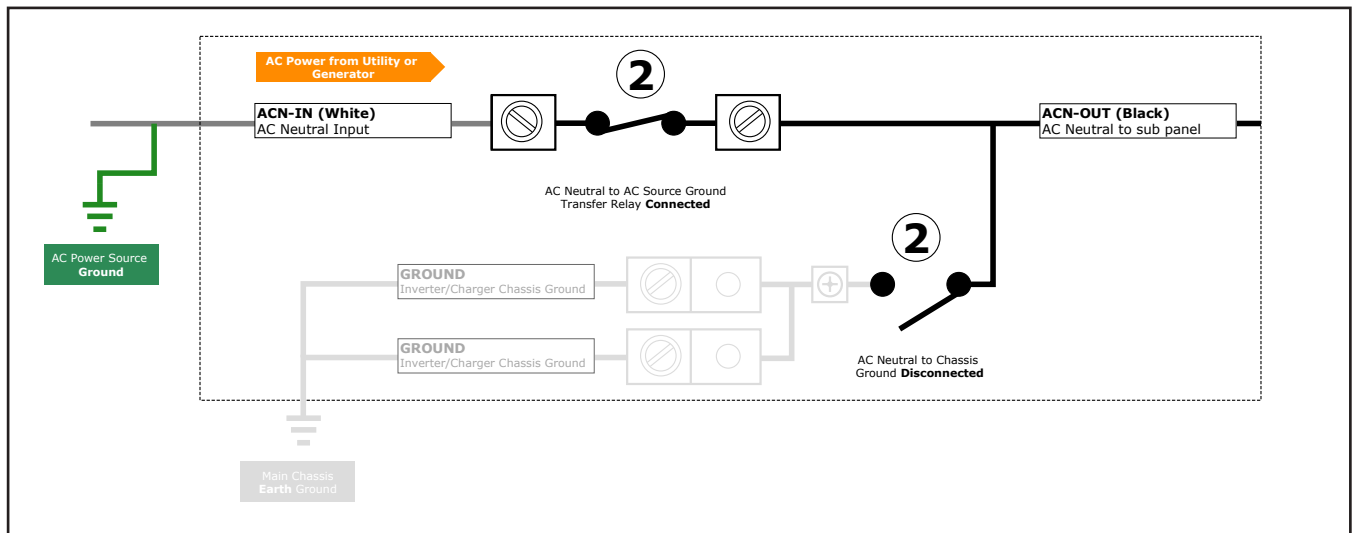 AC Power from Utility or
Generator
2
ACN-IN (White)
AC Neutral Input
ACN-OUT (Black)
AC Neutral to sub panel
AC Neutral to AC Source Ground
Transfer Relay Connected
2
AC Power Source
Ground
GROUND
Inverter/Charger Chassis Ground
GROUND
Inverter/Charger Chassis Ground
AC Neutral to Chassis
Ground Disconnected
Main Chassis
Earth Ground